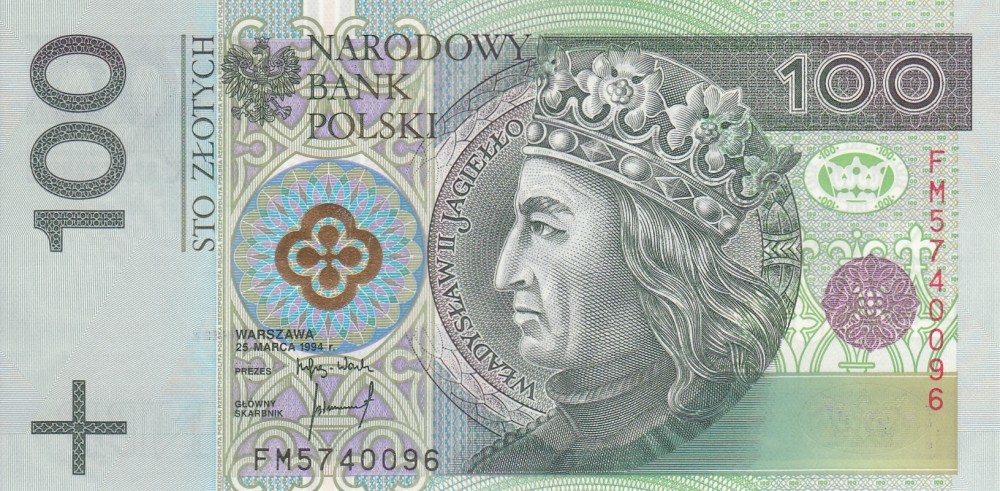 100
STO ZŁOTYCH
NARODOWY
BANK
POLSKI
100
WŁADYSŁAW II JAGIEŁŁO
FM5740096
WARSZAWA
25 MARCA 1994 r.
PREZES
GŁÓWNY
SKARBNIK
FM5740096